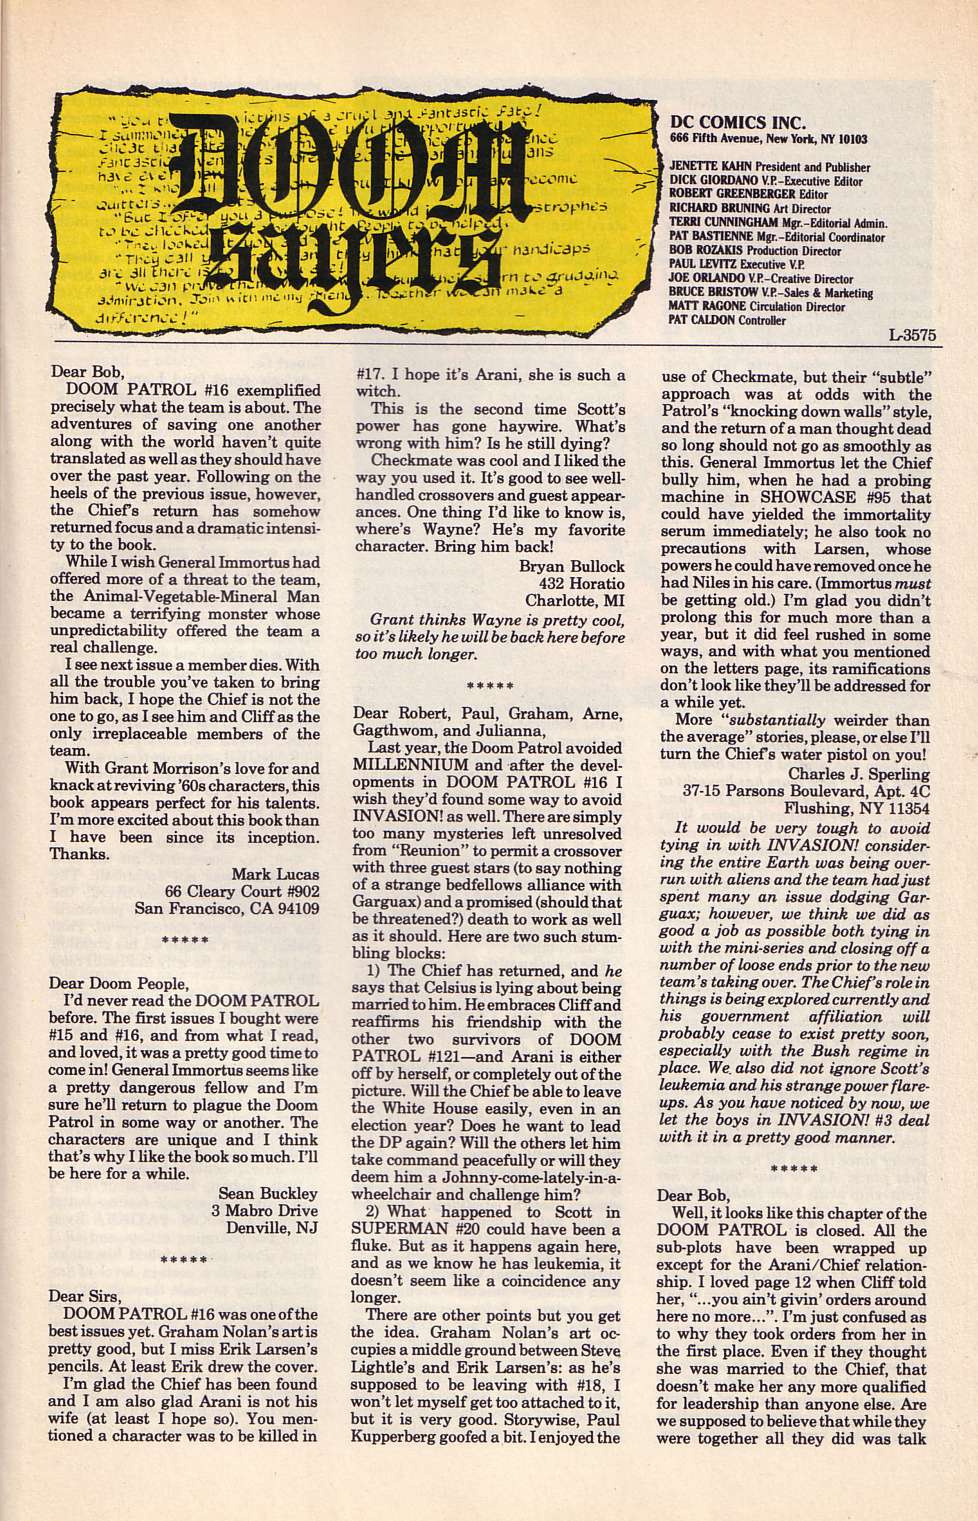 DOOM
sayers
DC COMICS INC.
666 Fifth Avenue, New York, NY 10103
JENETTE KAHN President and Publisher
DICK GIORDANO V.P.–Executive Editor
ROBERT GREENBERGER Editor
RICHARD BRUNING Art Director
TERRI CUNNINGHAM Mgr.–Editorial Admin.
PAT BASTIENNE Mgr.–Editorial Coordinator
BOB ROZAKIS Production Director
PAUL LEVITZ Executive V.P.
JOE ORLANDO V.P.–Creative Director
BRUCE BRISTOW V.P.–Sales & Marketing
MATT RAGONE Circulation Director
PAT CALDON Controller
L-3575
Dear Bob,
DOOM PATROL #16 exemplified
precisely what the team is about. The
adventures of saving one another
along with the world haven't quite
translated as well as they should have
over the past year. Following on the
heels of the previous issue, however,
the Chief's return has somehow
returned focus and a dramatic intensi-
ty to the book.
While I wish General Immortus had
offered more of a threat to the team,
the Animal-Vegetable-Mineral Man
became a terrifying monster whose
unpredictability offered the team a
real challenge.
I see next issue a member dies. With
all the trouble you've taken to bring
him back, I hope the Chief is not the
one to go, as I see him and Cliff as the
only irreplaceable members of the
team.
With Grant Morrison's love for and
knack at reviving '60s characters, this
book appears perfect for his talents.
I'm more excited about this book than
I have been since its inception.
Thanks.
Mark Lucas
66 Cleary Court #902
San Francisco, CA 94109
*****
Dear Doom People,
I'd never read the DOOM PATROL
before. The first issues I bought were
#15 and #16, and from what I read,
and loved, it was a pretty good time to
come in! General Immortus seems like
a pretty dangerous fellow and I'm
sure he'll return to plague the Doom
Patrol in some way or another. The
characters are unique and I think
that's why I like the book so much. I'll
be here for a while.
Sean Buckley
3 Mabro Drive
Denville, NJ
*****
Dear Sirs,
DOOM PATROL #16 was one of the
best issues yet. Graham Nolan's art is
pretty good, but I miss Erik Larsen's
pencils. At least Erik drew the cover.
I'm glad the Chief has been found
and I am also glad Arani is not his
wife (at least I hope so). You men-
tioned a character was to be killed in
#17. I hope it's Arani, she is such a
witch.
This is the second time Scott's
power has gone haywire. What's
wrong with him? Is he still dying?
Checkmate was cool and I liked the
way you used it. It's good to see well-
handled crossovers and guest appear-
ances. One thing I'd like to know is,
where's Wayne? He's my favorite
character. Bring him back!
Bryan Bullock
432 Horatio
Charlotte, MI
Grant thinks Wayne is pretty cool,
so it's likely he will be back here before
too much longer.
*****
Dear Robert, Paul, Graham, Arne,
Gagthwom, and Julianna,
Last year, the Doom Patrol avoided
MILLENNIUM and after the devel-
opments in DOOM PATROL #16 I
wish they'd found some way to avoid
INVASION! as well. There are simply
too many mysteries left unresolved
from "Reunion" to permit a crossover
with three guest stars (to say nothing
of a strange bedfellows alliance with
Garguax) and a promised (should that
be threatened?) death to work as well
as it should. Here are two such stum-
bling blocks:
1) The Chief has returned, and he
says that Celsius is lying about being
married to him. He embraces Cliff and
reaffirms his friendship with the
other two survivors of DOOM
PATROL #121—and Arani is either
off by herself, or completely out of the
picture. Will the Chief be able to leave
the White House easily, even in an
election year? Does he want to lead
the DP again? Will the others let him
take command peacefully or will they
deem him a Johnny-come-lately-in-a-
wheelchair and challenge him?
2) What happened to Scott in
SUPERMAN #20 could have been a
fluke. But as it happens again here,
and as we know he has leukemia, it
doesn't seem like a coincidence any
longer.
There are other points but you get
the idea. Graham Nolan's art oc-
cupies a middle ground between Steve
Lightle's and Erik Larsen's: as he's
supposed to be leaving with #18, I
won't let myself get too attached to it,
but it is very good. Storywise, Paul
Kupperberg goofed a bit. I enjoyed the
use of Checkmate, but their "subtle"
approach was at odds with the
Patrol's "knocking down walls" style,
and the return of a man thought dead
so long should not go as smoothly as
this. General Immortus let the Chief
bully him, when he had a probing
machine in SHOWCASE #95 that
could have yielded the immortality
serum immediately; he also took no
precautions with Larsen, whose
powers he could have removed once he
had Niles in his care. (Immortus must
be getting old.) I'm glad you didn't
prolong this for much more than a
year, but it did feel rushed in some
ways, and with what you mentioned
on the letters page, its ramifications
don't look like they'll be addressed for
a while yet.
More "substantially weirder than
the average" stories, please, or else I'll
turn the Chief's water pistol on you!
Charles J. Sperling
37-15 Parsons Boulevard, Apt. 4C
Flushing, NY 11354
It would be very tough to avoid
tying in with INVASION! consider-
ing the entire Earth was being over-
run with aliens and the team had just
spent many an issue dodging Gar-
guax; however, we think we did as
good a job as possible both tying in
with the mini-series and closing off a
number of loose ends prior to the new
team's taking over. The Chief's role in
things is being explored currently and
his government affiliation will
probably cease to exist pretty soon,
especially with the Bush regime in
place. We also did not ignore Scott's
leukemia and his strange power flare-
ups. As you have noticed by now, we
let the boys in INVASION! #3 deal
with it in a pretty good manner.
*****
Dear Bob,
Well, it looks like this chapter of the
DOOM PATROL is closed. All the
sub-plots have been wrapped up
except for the Arani/Chief relation-
ship. I loved page 12 when Cliff told
her, "...you ain't givin' orders around
here no more...". I'm just confused as
to why they took orders from her in
the first place. Even if they thought
she was married to the Chief, that
doesn't make her any more qualified
for leadership than anyone else. Are
we supposed to believe that while they
were together all they did was talk